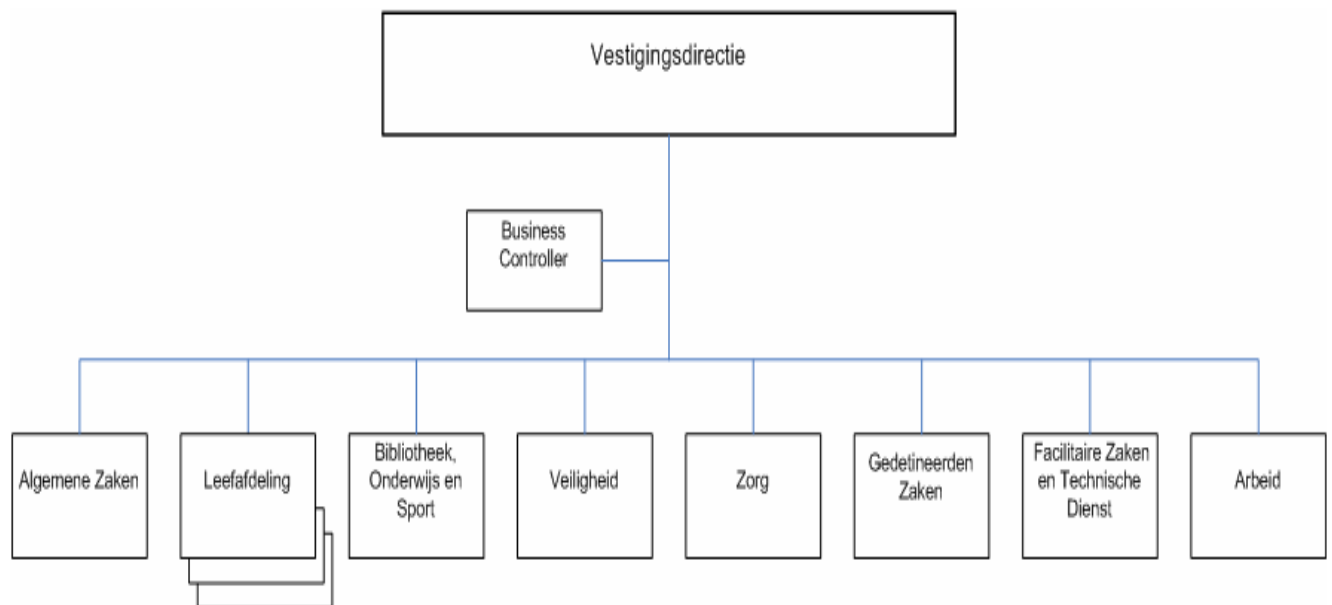 Vestigingsdirectie
Business
Controller
Algemene Zaken
Leefafdeling
Bibliotheek,
Onderwijs en
Sport
Veiligheid
Zorg
Gedetineerden
Zaken
Facilitaire Zaken
en Technische
Dienst
Arbeid